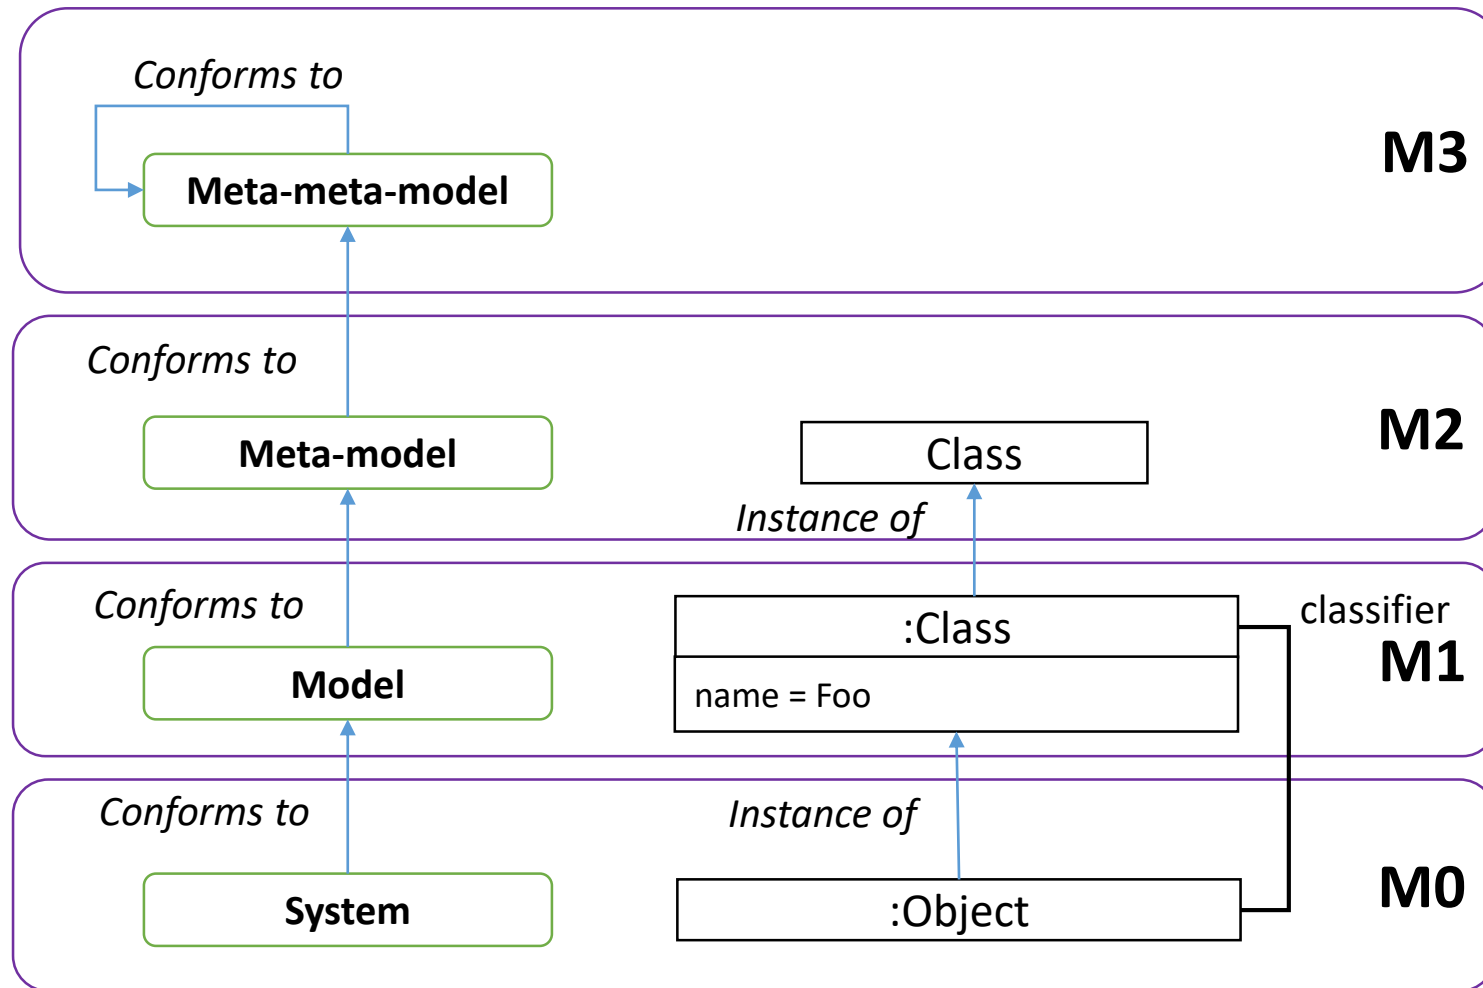 Conforms to
M3
Meta-meta-model
Conforms to
M2
Meta-model
Class
Instance of
Conforms to
:Class
classifier
M1
Model
name = Foo
Conforms to
Instance of
M0
System
:Object